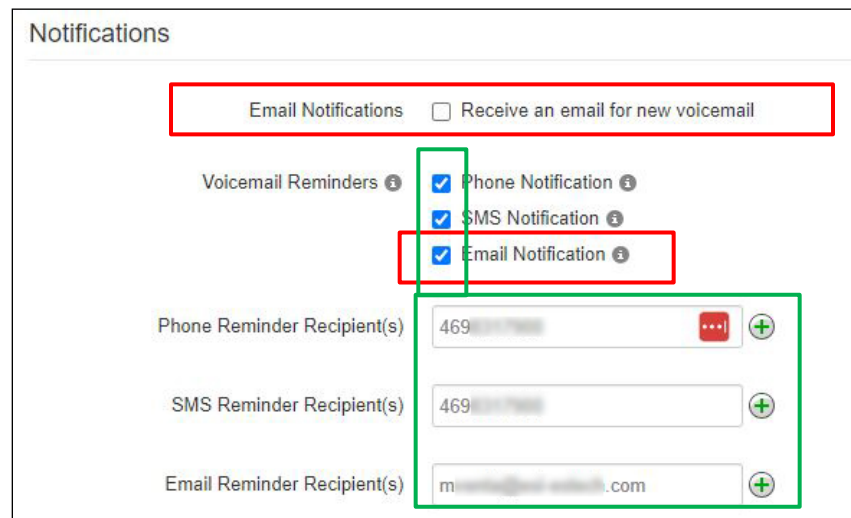 Notifications
Email Notifications Receive an email for new voicemail
Voicemail Reminders Phone Notification
SMS Notification
Email Notification
Phone Reminder Recipient(s) 469
SMS Reminder Recipient(s) 469
Email Reminder Recipient(s) m .com